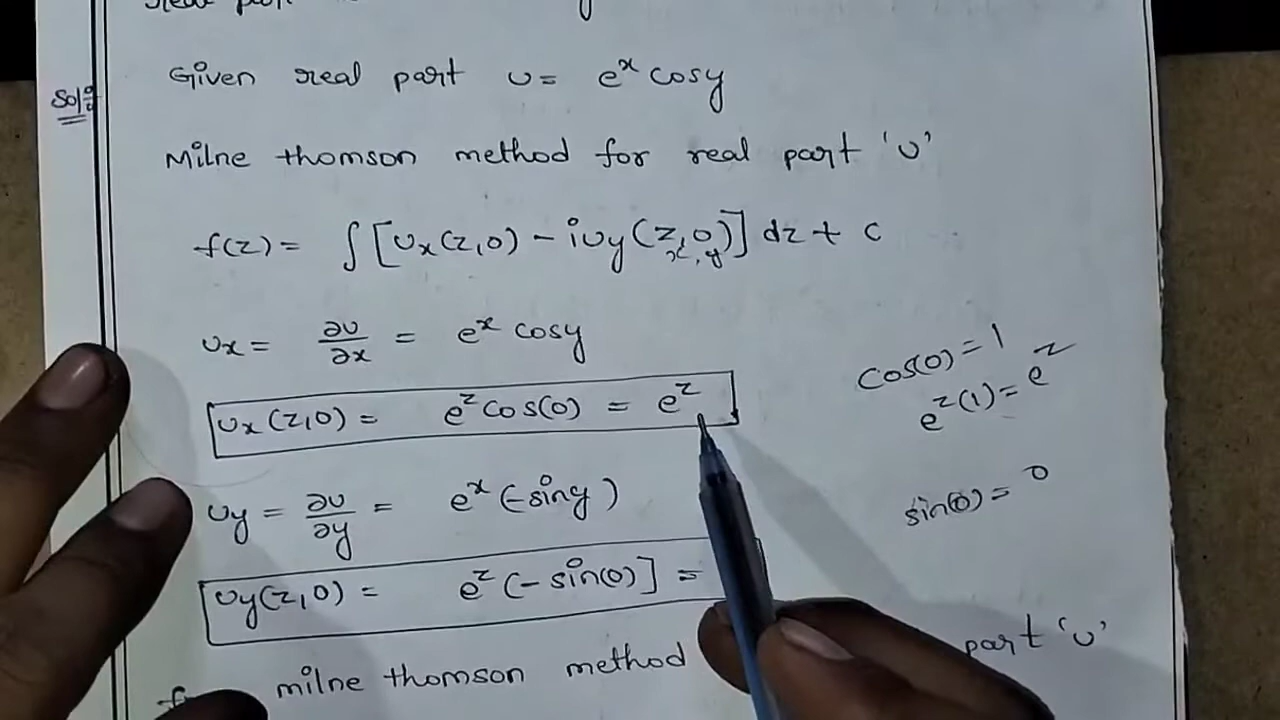 real part
Given real part u = e^x cosy
Sol:
Milne thomson method for real part 'u'
f(z) = ∫[ux(z,0) - iuy(z,0)] dz + c
x,y
ux = ∂u/∂x = e^x cosy
cos(0) = 1
ux(z,0) = e^z cos(0) = e^z
e^z(1) = e^z
uy = ∂u/∂y = e^x (-siny)
sin(0) = 0
uy(z,0) = e^z (-sin(0)] =
milne thomson method part 'u'